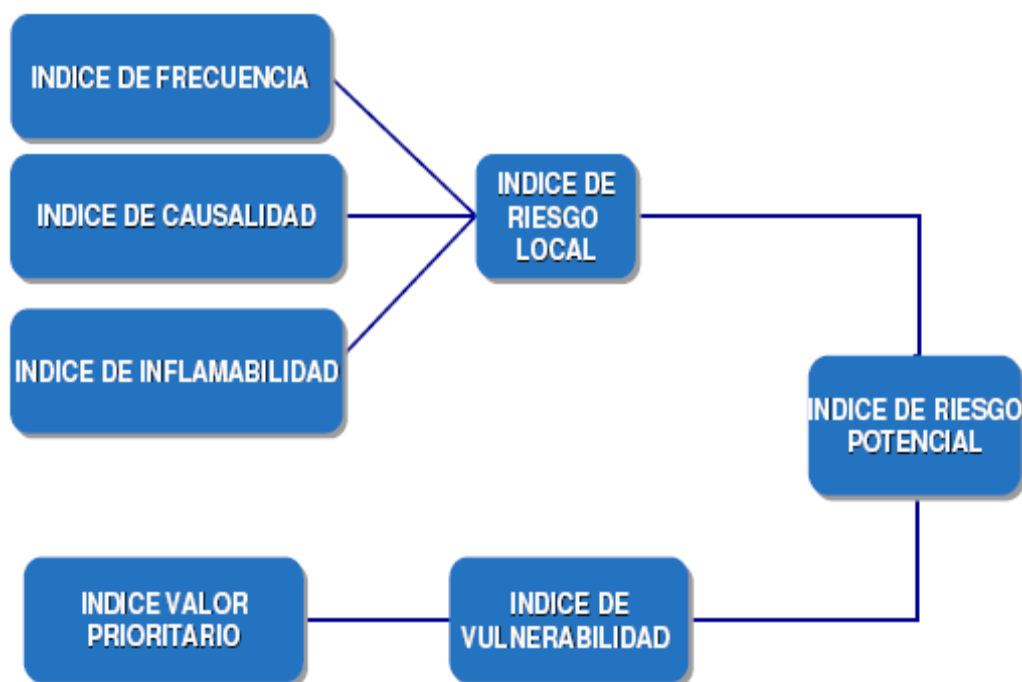 INDICE DE FRECUENCIA
INDICE DE CAUSALIDAD
INDICE DE INFLAMABILIDAD
INDICE DE
RIESGO
LOCAL
INDICE DE RIESGO
POTENCIAL
INDICE VALOR
PRIORITARIO
INDICE DE
VULNERABILIDAD